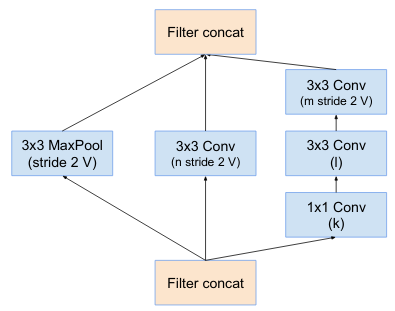 Filter concat
3x3 Conv
(m stride 2 V)
3x3 MaxPool
(stride 2 V)
3x3 Conv
(n stride 2 V)
3x3 Conv
(l)
1x1 Conv
(k)
Filter concat